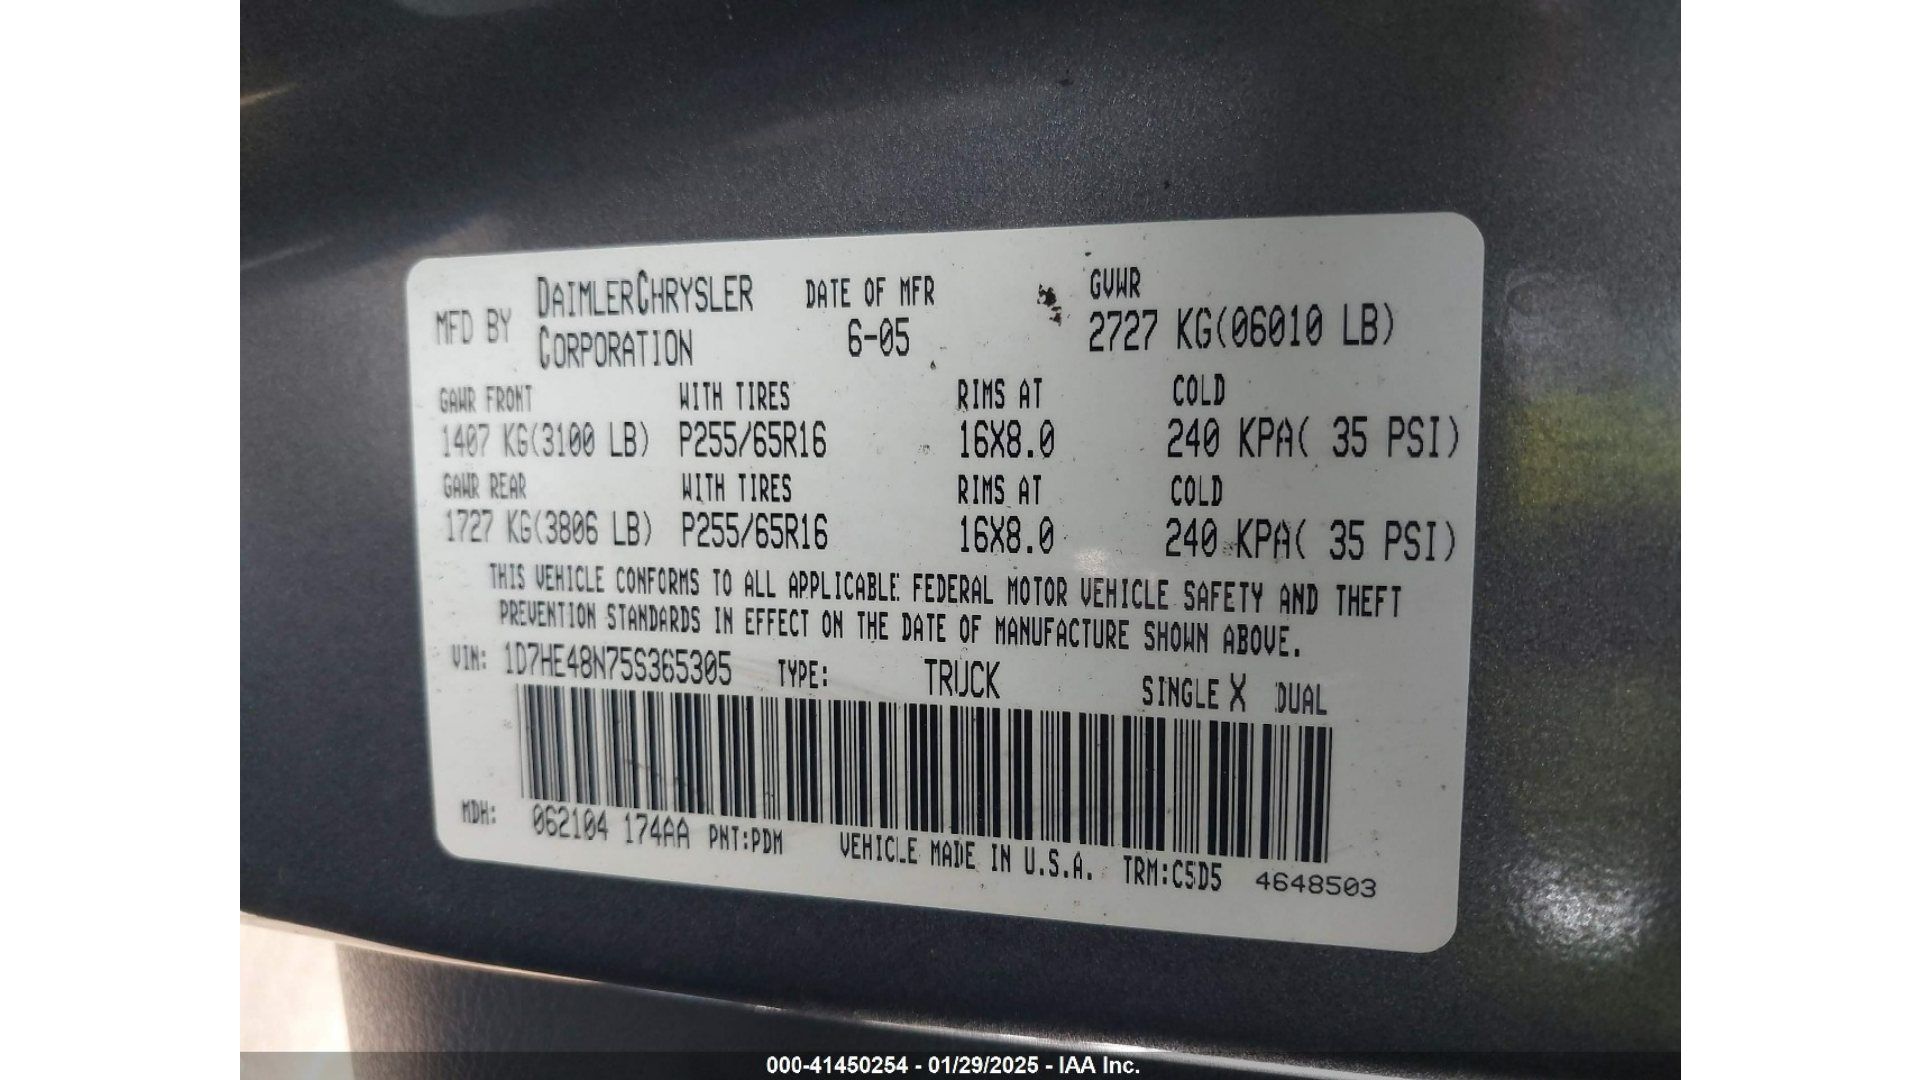 MFD BY DAIMLERCHRYSLER CORPORATION DATE OF MFR 6-05 GVWR 2727 KG(06010 LB)
GAWR FRONT WITH TIRES RIMS AT COLD
1407 KG(3100 LB) P255/65R16 16X8.0 240 KPA( 35 PSI)
GAWR REAR WITH TIRES RIMS AT COLD
1727 KG(3806 LB) P255/65R16 16X8.0 240 KPA( 35 PSI)
THIS VEHICLE CONFORMS TO ALL APPLICABLE FEDERAL MOTOR VEHICLE SAFETY AND THEFT
PREVENTION STANDARDS IN EFFECT ON THE DATE OF MANUFACTURE SHOWN ABOVE.
VIN: 1D7HE48N75S365305 TYPE: TRUCK SINGLE X DUAL
MDH: 062104 174AA PNT:PDM VEHICLE MADE IN U.S.A. TRM:C5D5 4648503
000-41450254 - 01/29/2025 - IAA Inc.